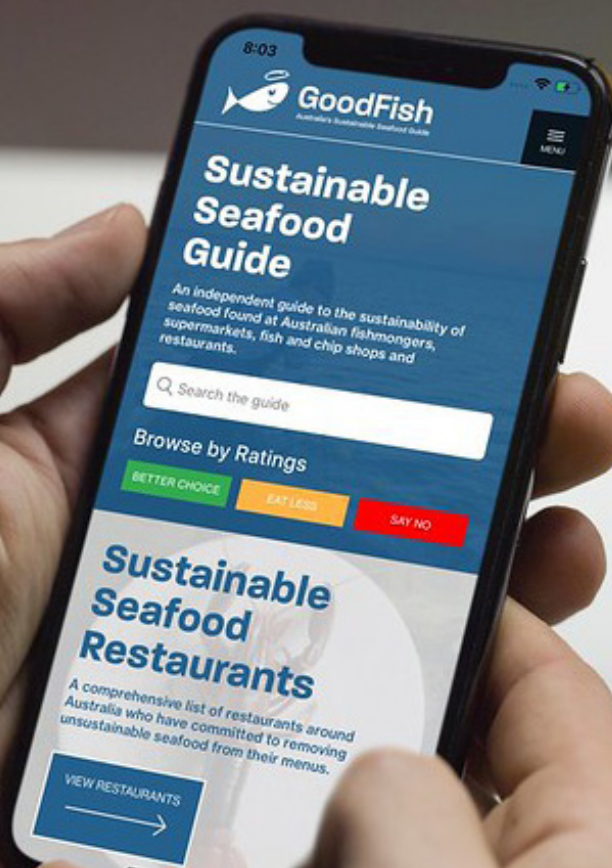 8:03
GoodFish
Australia's Sustainable Seafood Guide
MENU
Sustainable
Seafood
Guide
An independent guide to the sustainability of
seafood found at Australian fishmongers,
supermarkets, fish and chip shops and
restaurants.
Search the guide
Browse by Ratings
BETTER CHOICE
EAT LESS
SAY NO
Sustainable
Seafood
Restaurants
A comprehensive list of restaurants around
Australia who have committed to removing
unsustainable seafood from their menus.
VIEW RESTAURANTS